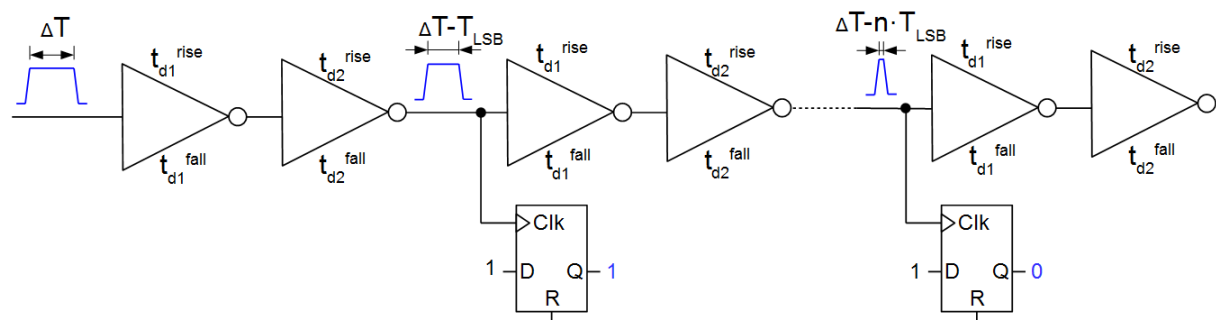 ΔT
t_d1^rise
t_d1^fall
t_d2^rise
t_d2^fall
ΔT-T_LSB
t_d1^rise
t_d1^fall
t_d2^rise
t_d2^fall
ΔT-n·T_LSB
t_d1^rise
t_d1^fall
t_d2^rise
t_d2^fall
Clk
1 D Q 1
R
Clk
1 D Q 0
R